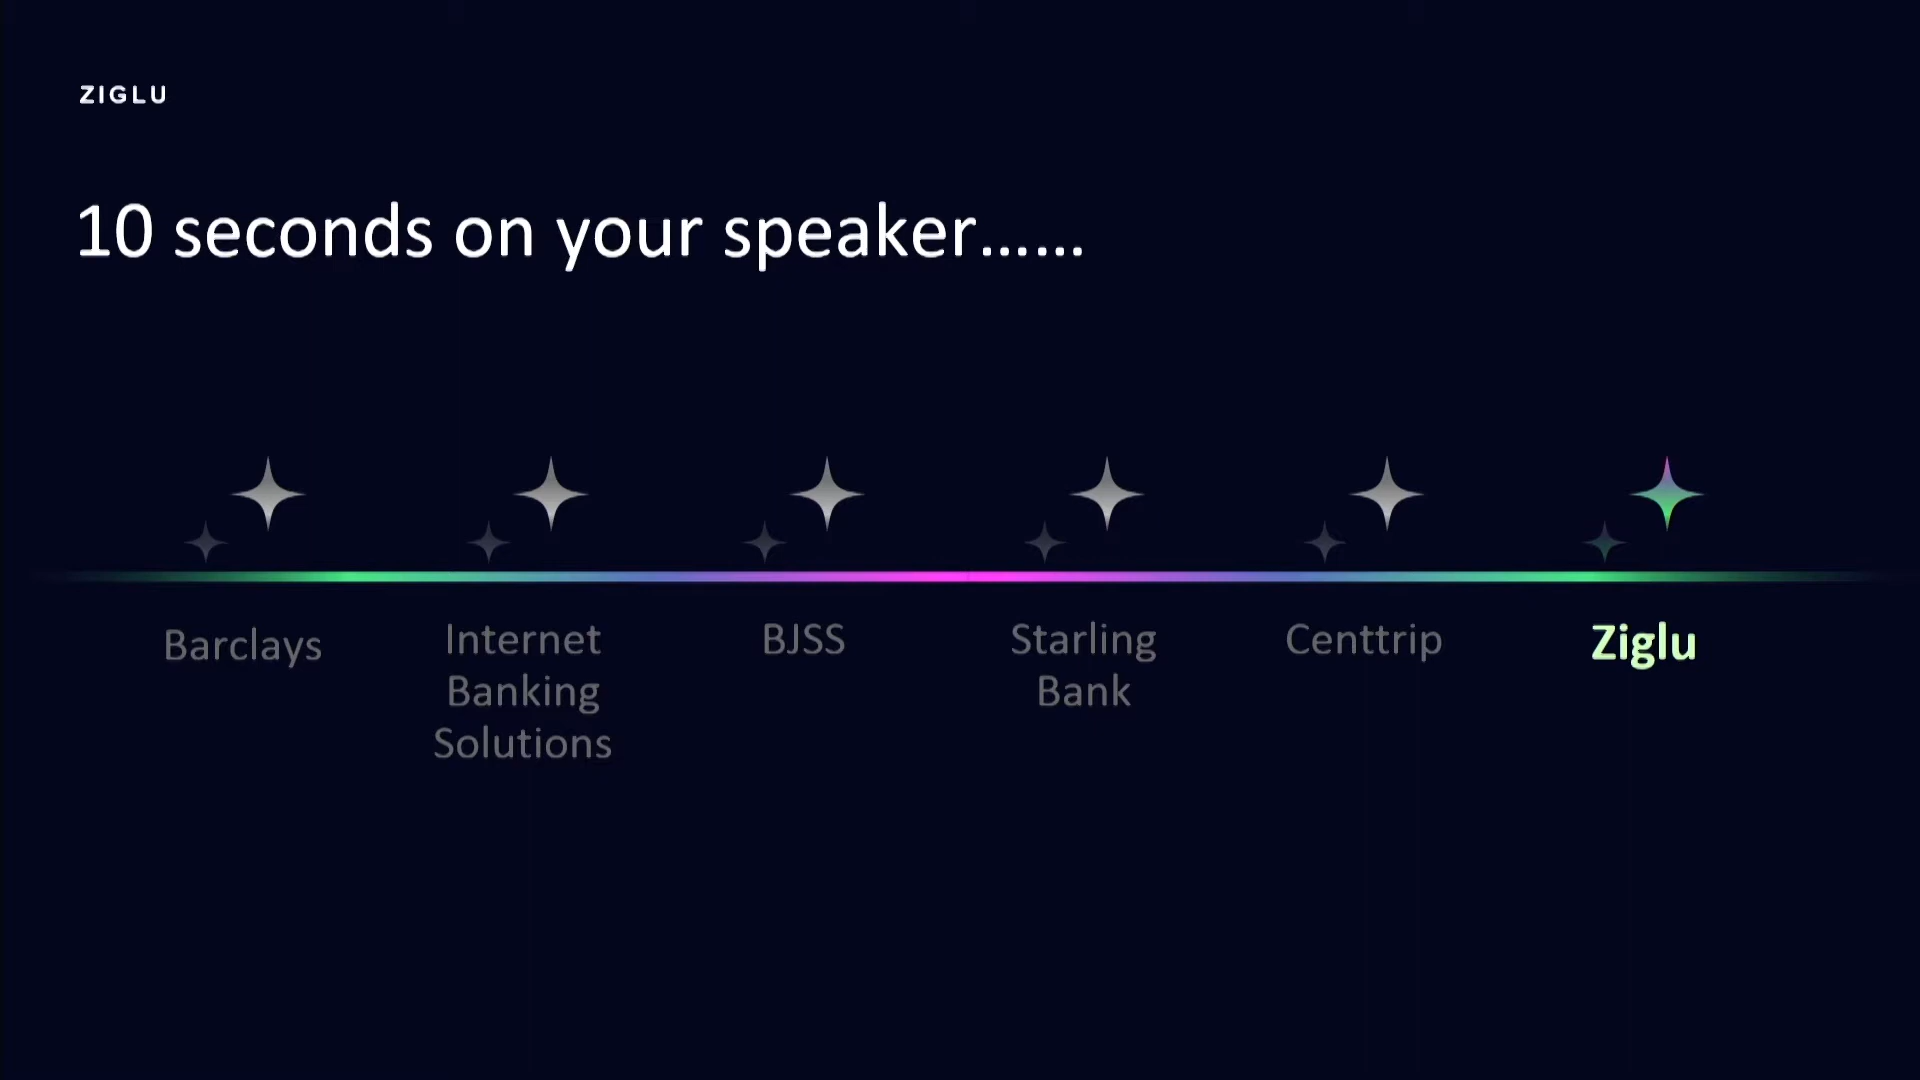 ZIGLU
10 seconds on your speaker......
Barclays
Internet
Banking
Solutions
BJSS
Starling
Bank
Centtrip
Ziglu